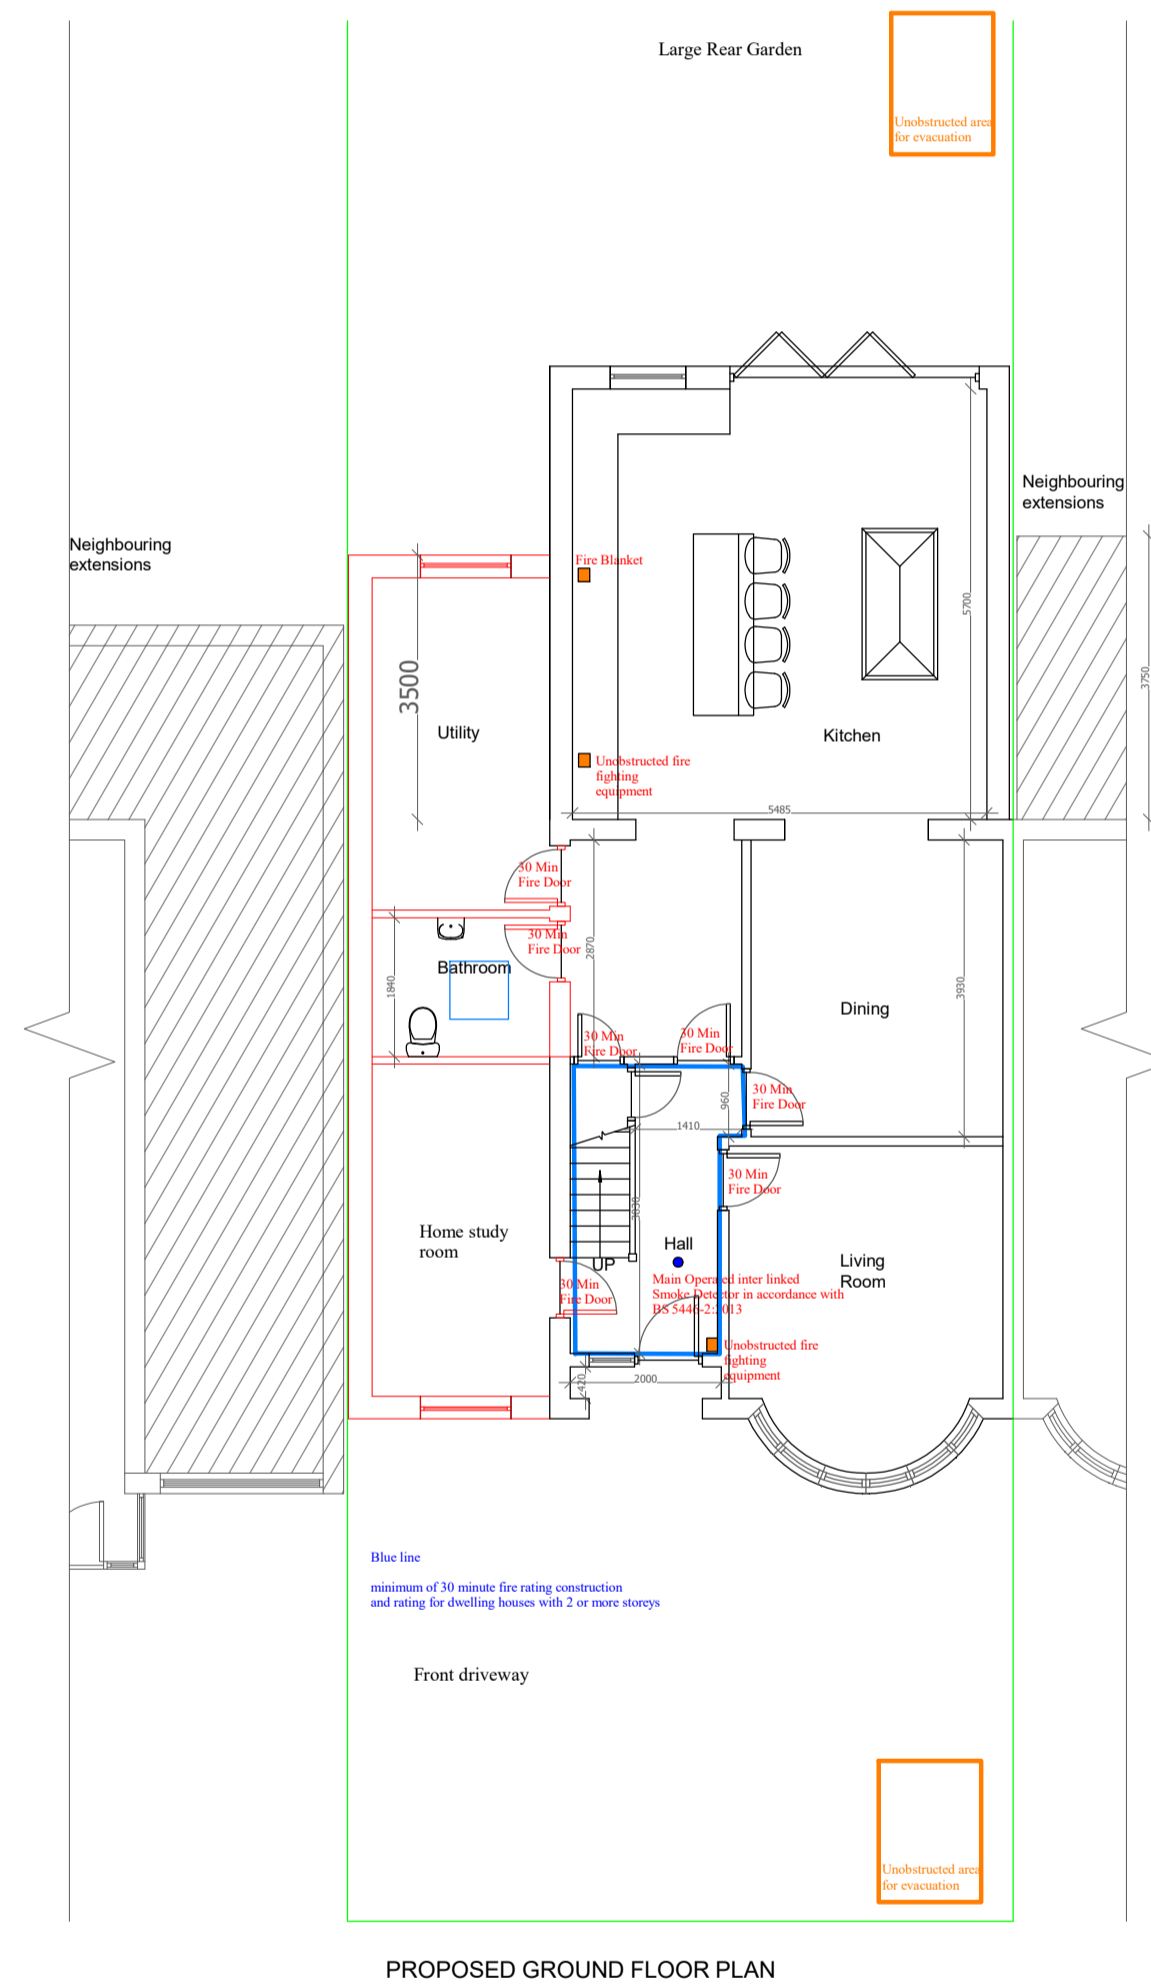 Large Rear Garden
Unobstructed area
for evacuation
Neighbouring
extensions
Neighbouring
extensions
Fire Blanket
5700
3750
3500
Utility
Kitchen
Unobstructed fire
fighting
equipment
5485
30 Min
Fire Door
30 Min
Fire Door
2870
Bathroom
1840
3930
Dining
30 Min
Fire Door
30 Min
Fire Door
30 Min
Fire Door
960
1410
30 Min
Fire Door
Home study
room
Hall
UP
Living
Room
30 Min
Fire Door
Main Operated inter linked
Smoke Detector in accordance with
BS 5446-2:2013
Unobstructed fire
fighting
equipment
420
2000
Blue line
minimum of 30 minute fire rating construction
and rating for dwelling houses with 2 or more storeys
Front driveway
Unobstructed area
for evacuation
PROPOSED GROUND FLOOR PLAN